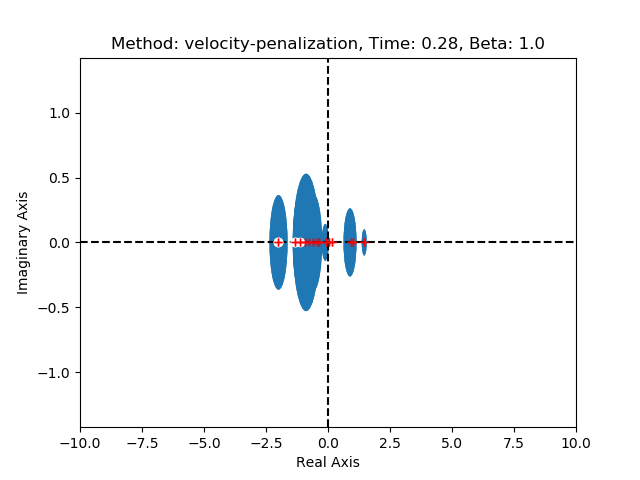 Method: velocity-penalization, Time: 0.28, Beta: 1.0
Imaginary Axis
1.0
0.5
0.0
−0.5
−1.0
−10.0 −7.5 −5.0 −2.5 0.0 2.5 5.0 7.5 10.0
Real Axis